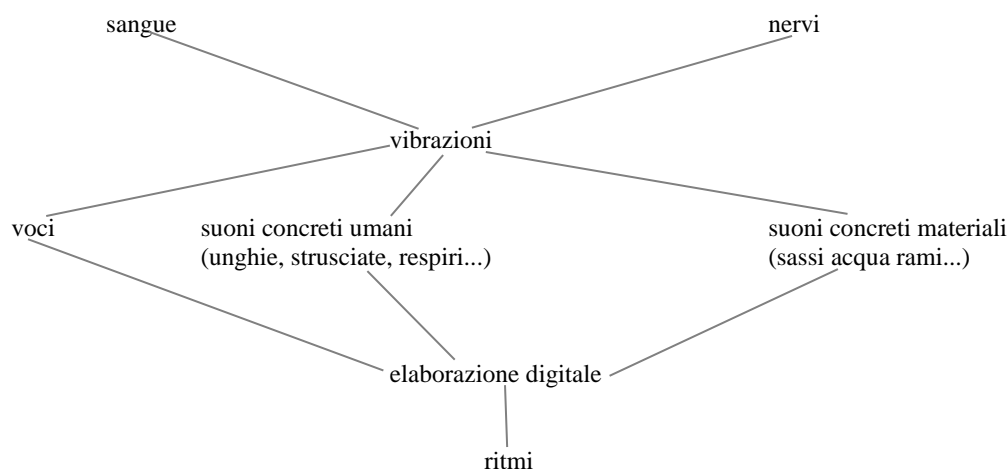 sangue
nervi
vibrazioni
voci
suoni concreti umani
(unghie, strusciate, respiri...)
suoni concreti materiali
(sassi acqua rami...)
elaborazione digitale
ritmi